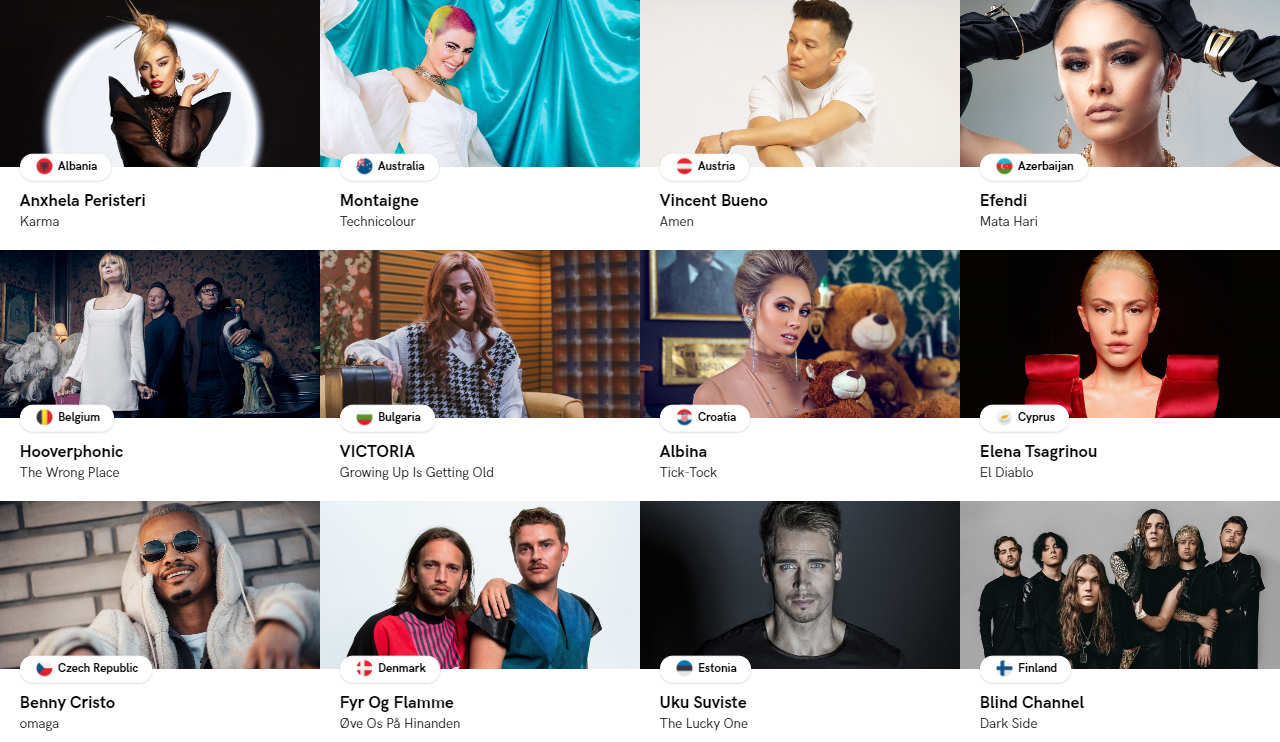 Albania
Anxhela Peristeri
Karma
Australia
Montaigne
Technicolour
Austria
Vincent Bueno
Amen
Azerbaijan
Efendi
Mata Hari
Belgium
Hooverphonic
The Wrong Place
Bulgaria
VICTORIA
Growing Up Is Getting Old
Croatia
Albina
Tick-Tock
Cyprus
Elena Tsagrinou
El Diablo
Czech Republic
Benny Cristo
omaga
Denmark
Fyr Og Flamme
Øve Os På Hinanden
Estonia
Uku Suviste
The Lucky One
Finland
Blind Channel
Dark Side